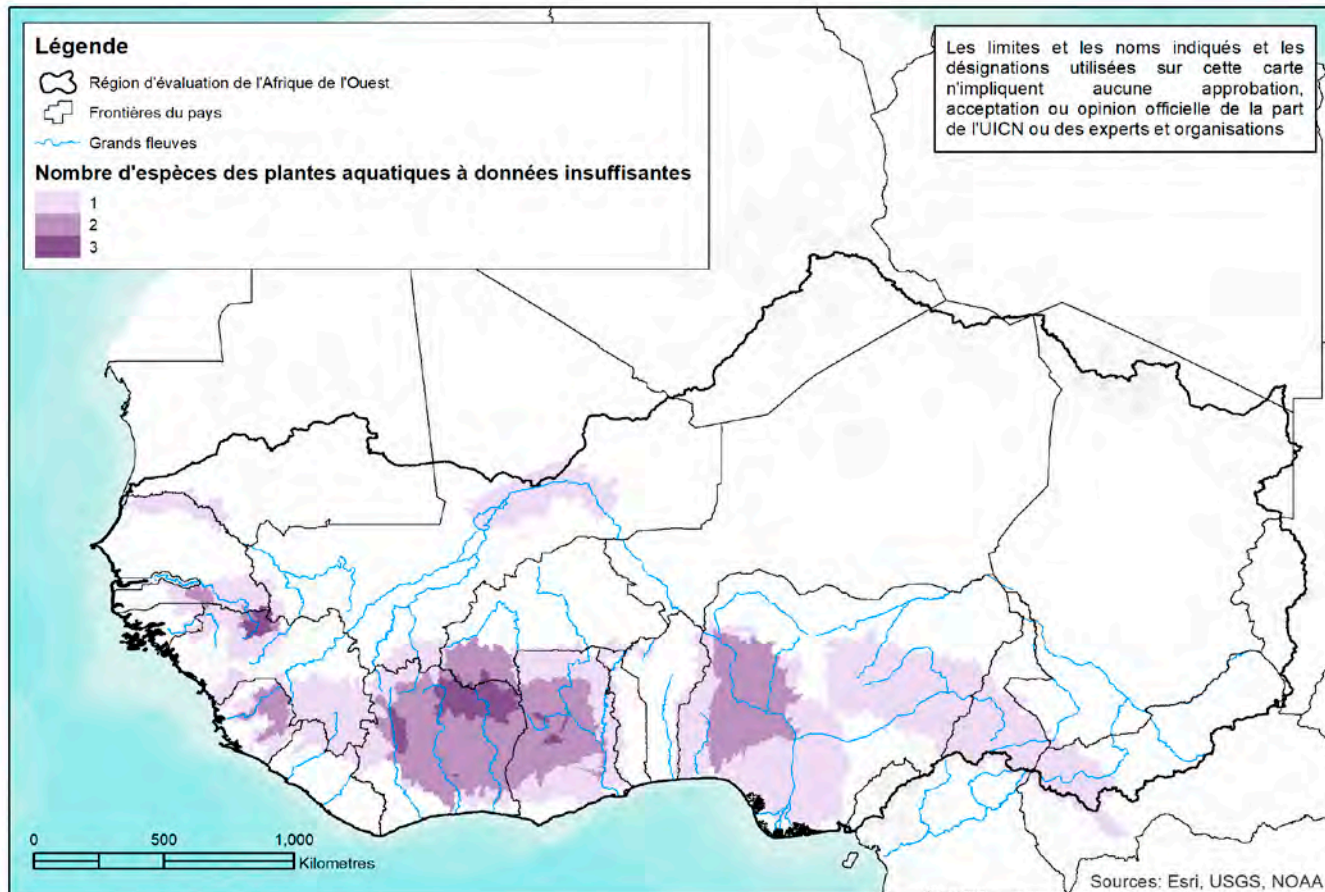 Légende
Région d'évaluation de l'Afrique de l'Ouest
Frontières du pays
Grands fleuves
Nombre d'espèces des plantes aquatiques à données insuffisantes
1
2
3
Les limites et les noms indiqués et les
désignations utilisées sur cette carte
n'impliquent aucune approbation,
acceptation ou opinion officielle de la part
de l'UICN ou des experts et organisations
0 500 1,000
Kilometres
Sources: Esri, USGS, NOAA